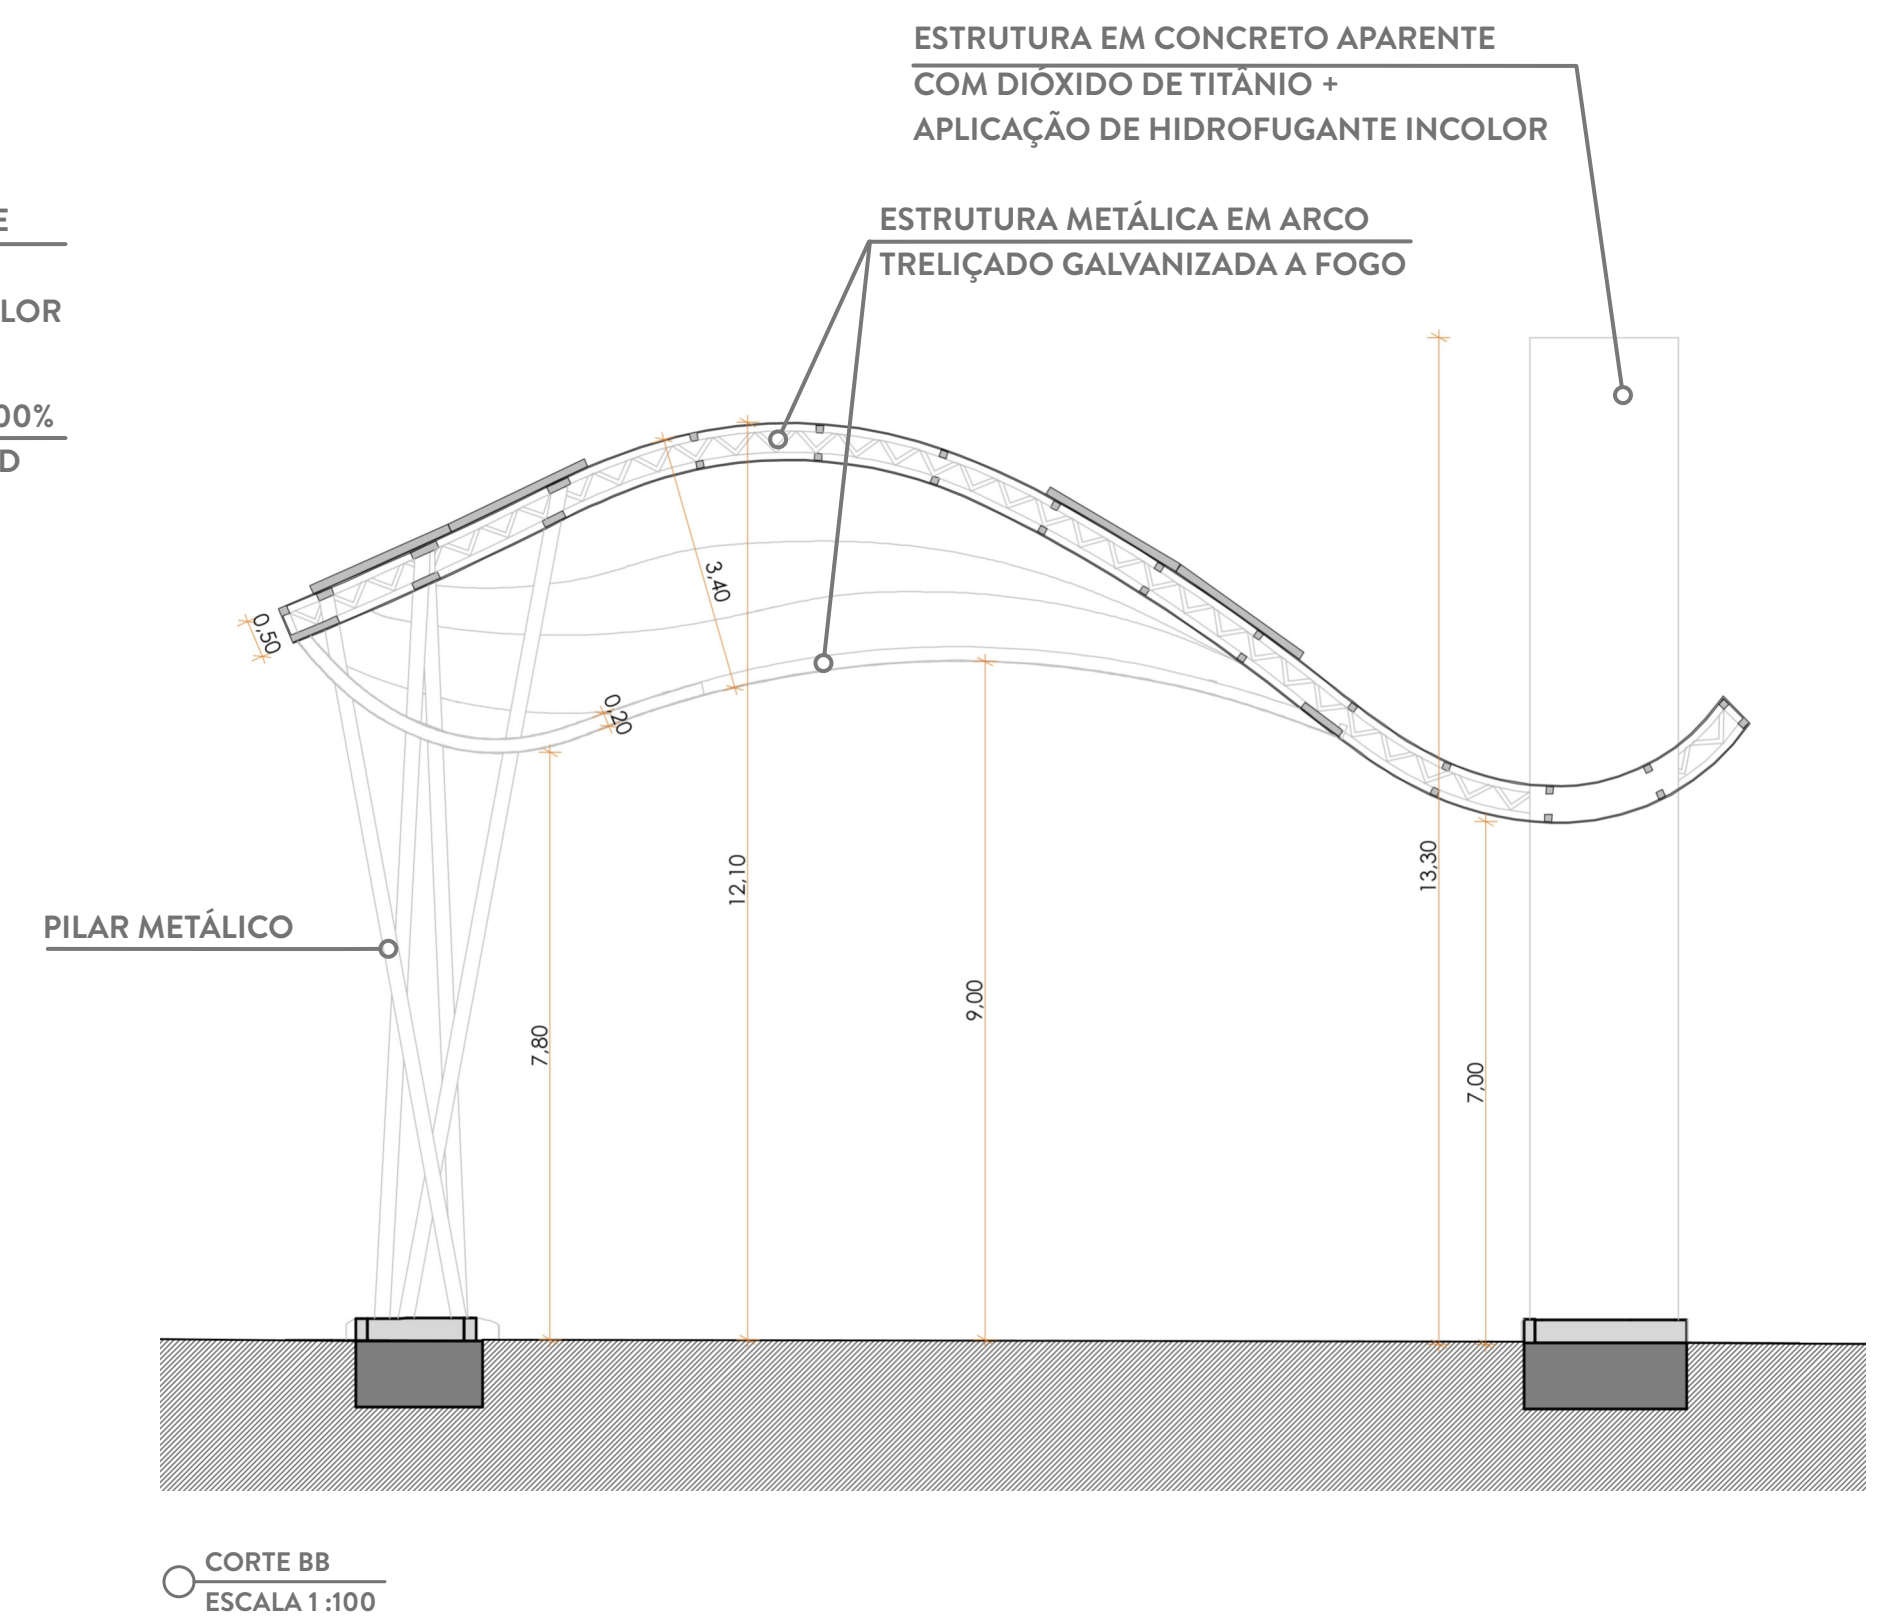 ESTRUTURA EM CONCRETO APARENTE
COM DIÓXIDO DE TITÂNIO +
APLICAÇÃO DE HIDROFUGANTE INCOLOR
E
LOR
00%
D
ESTRUTURA METÁLICA EM ARCO
TRELIÇADO GALVANIZADA A FOGO
0,50
3,40
0,20
12,10
13,30
PILAR METÁLICO
9,00
7,80
7,00
CORTE BB
ESCALA 1 :100